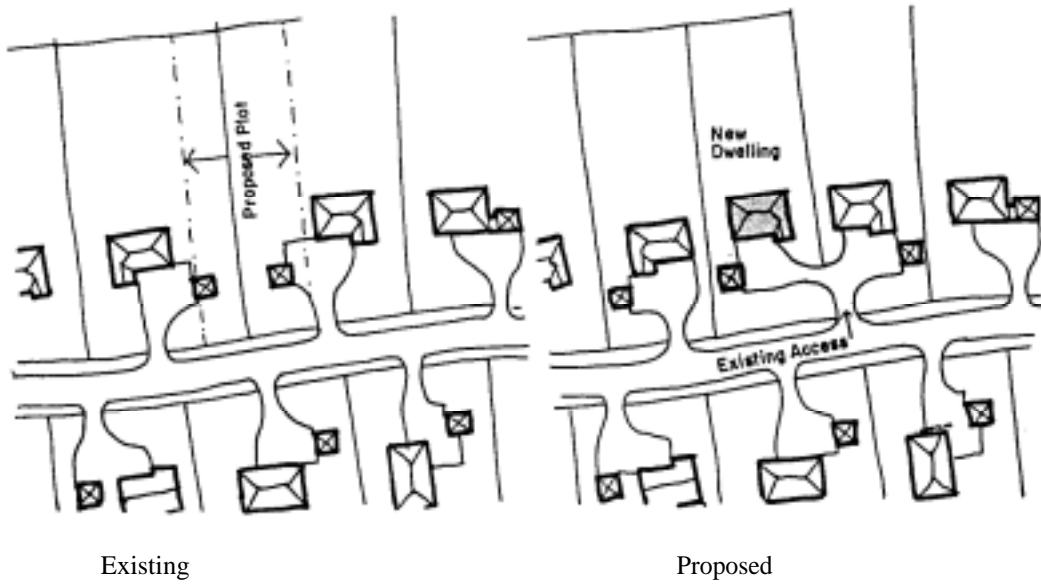 Proposed Plot
New
Dwelling
Existing Access
Existing
Proposed